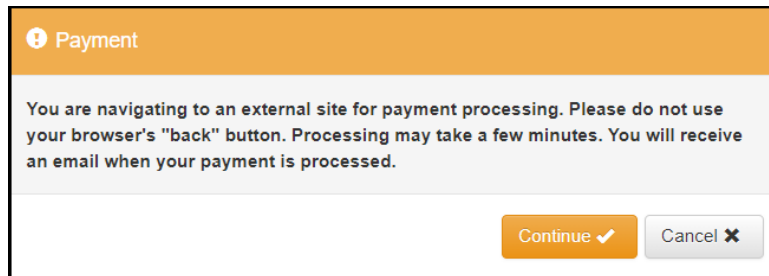 Payment
You are navigating to an external site for payment processing. Please do not use
your browser's "back" button. Processing may take a few minutes. You will receive
an email when your payment is processed.
Continue
Cancel